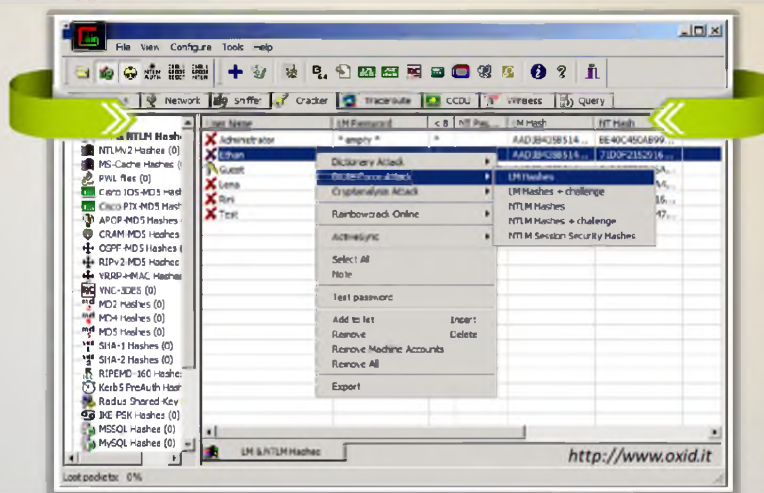 File View Configure Tools Help
Network Sniffer Cracker Traceroute CCDU Wireless Query
User Name LM Password < 8 NT Pas... LM Hash NT Hash
& NTLM Hash
NTLMv2 Hashes (0)
MS-Cache Hashes (
PWL files (0)
Cisco IOS-MD5 Hash
Cisco PIX-MD5 Hash
APOP-MD5 Hashes
CRAM-MD5 Hashes
OSPF-MD5 Hashes (
RIPv2-MD5 Hashes
VRRP-HMAC Hashes
VNC-3DES (0)
MD2 Hashes (0)
MD4 Hashes (0)
MD5 Hashes (0)
SHA-1 Hashes (0)
SHA-2 Hashes (0)
RIPEMD-160 Hashes
Kerb5 PreAuth Hash
Radius Shared-Key
IKE-PSK Hashes (0)
MSSQL Hashes (0)
MySQL Hashes (0)
Administrator * empty * *
Ethan
Guest
Lena
Test
Dictionary Attack
Brute-Force Attack
Cryptanalysis Attack
Rainbowcrack Online
ActiveSync
Select All
Note
Test password
Add to list Insert
Remove Delete
Remove Machine Accounts
Remove All
Export
LM Hashes
LM Hashes + challenge
NTLM Hashes
NTLM Hashes + challenge
NTLM Session Security Hashes
LM & NTLM Hashes
http://www.oxid.it
Lost packets: 0%